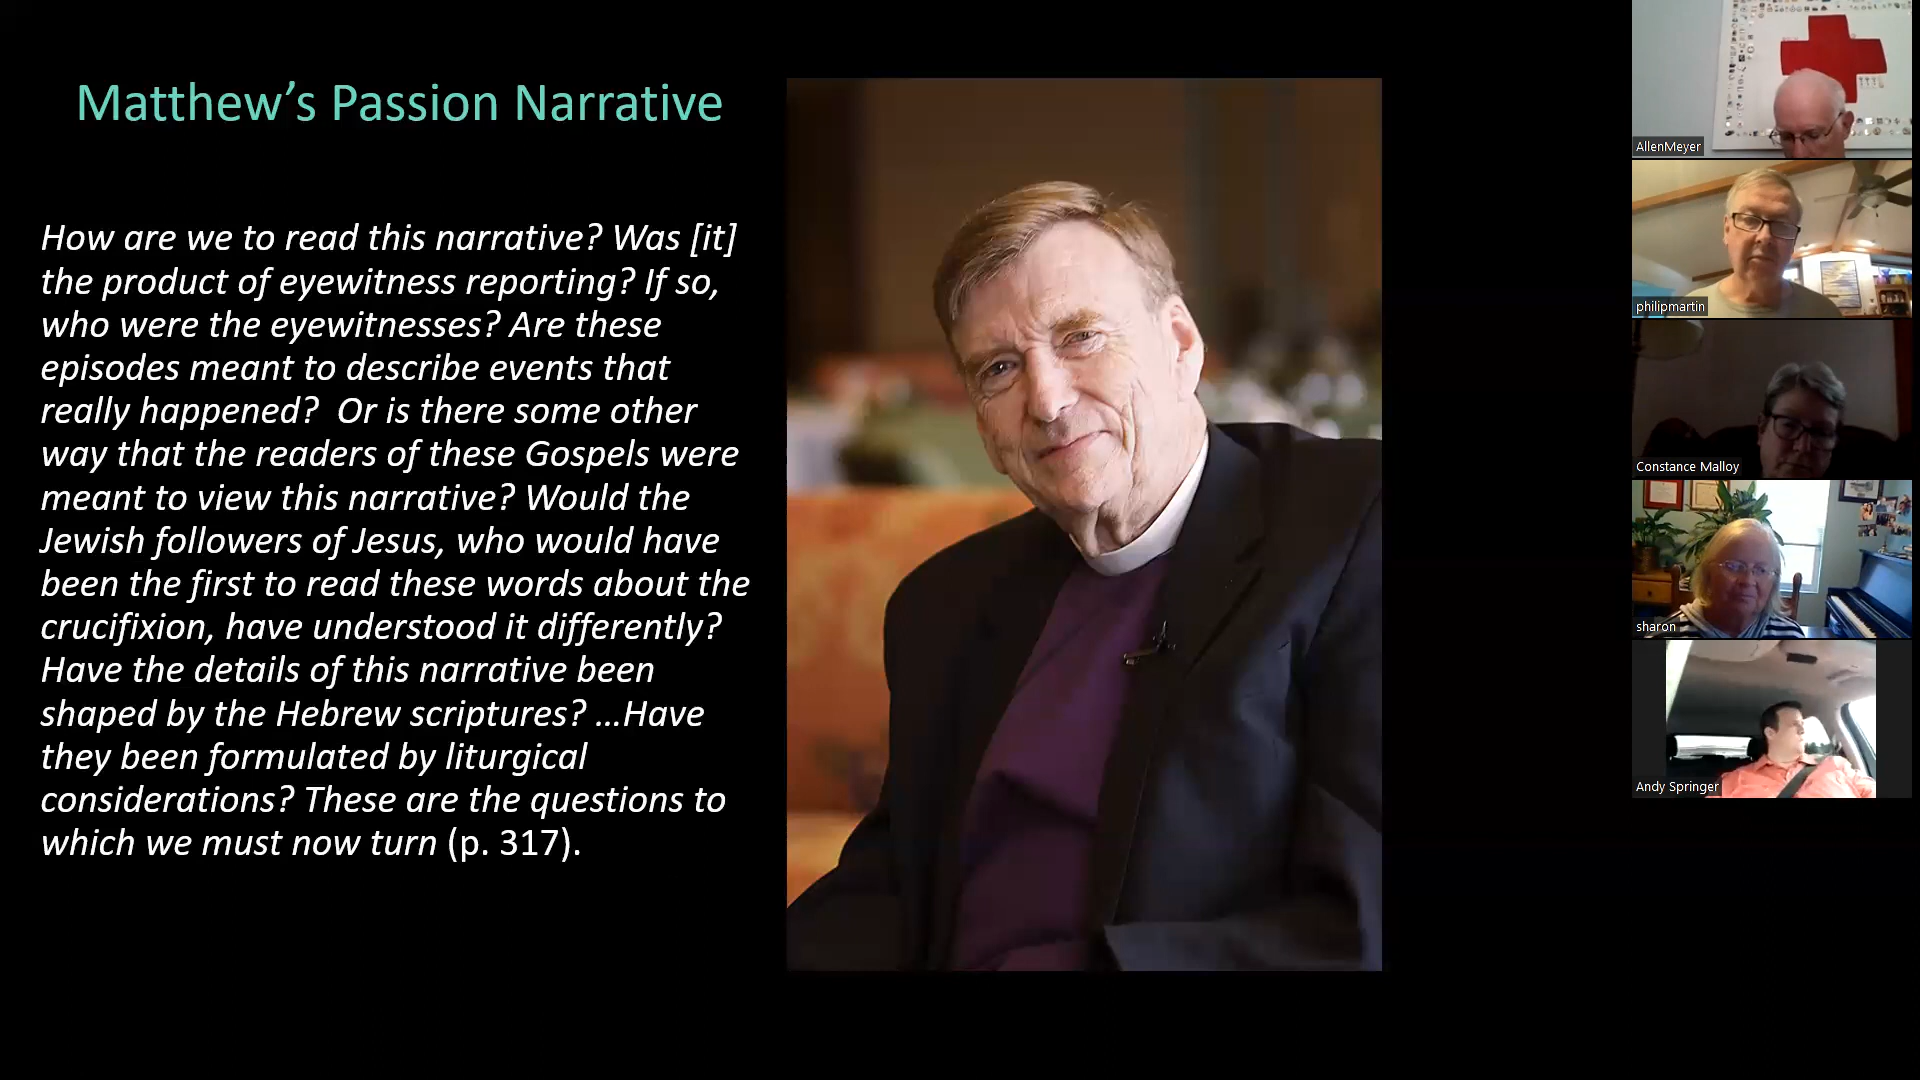 Matthew’s Passion Narrative
How are we to read this narrative? Was [it]
the product of eyewitness reporting? If so,
who were the eyewitnesses? Are these
episodes meant to describe events that
really happened?  Or is there some other
way that the readers of these Gospels were
meant to view this narrative? Would the
Jewish followers of Jesus, who would have
been the first to read these words about the
crucifixion, have understood it differently?
Have the details of this narrative been
shaped by the Hebrew scriptures? …Have
they been formulated by liturgical
considerations? These are the questions to
which we must now turn (p. 317).
AllenMeyer
philipmartin
Constance Malloy
sharon
Andy Springer